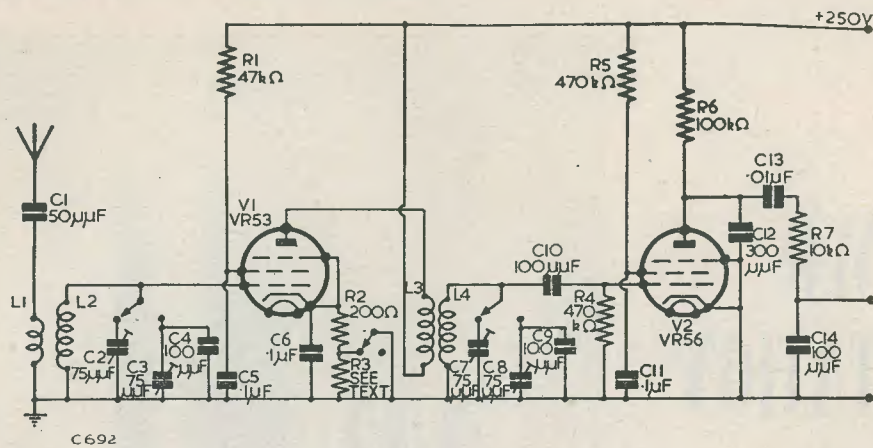 +250V
R1
47kΩ
R5
470kΩ
R6
100kΩ
C13
·01μF
C1
50μμF
V1
VR53
C12
300
μμF
R7
10kΩ
C10
100μμF
L1
L2
L3
L4
R2
200Ω
R4
470
kΩ
V2
VR56
C2
75μμF
C3
75
μμF
C4
100
μμF
C5
·1μF
C6
·1μF
R3
SEE
TEXT
C7
75
μμF
C8
75
μμF
C9
100
μμF
C11
·1μF
C14
100
μμF
C692